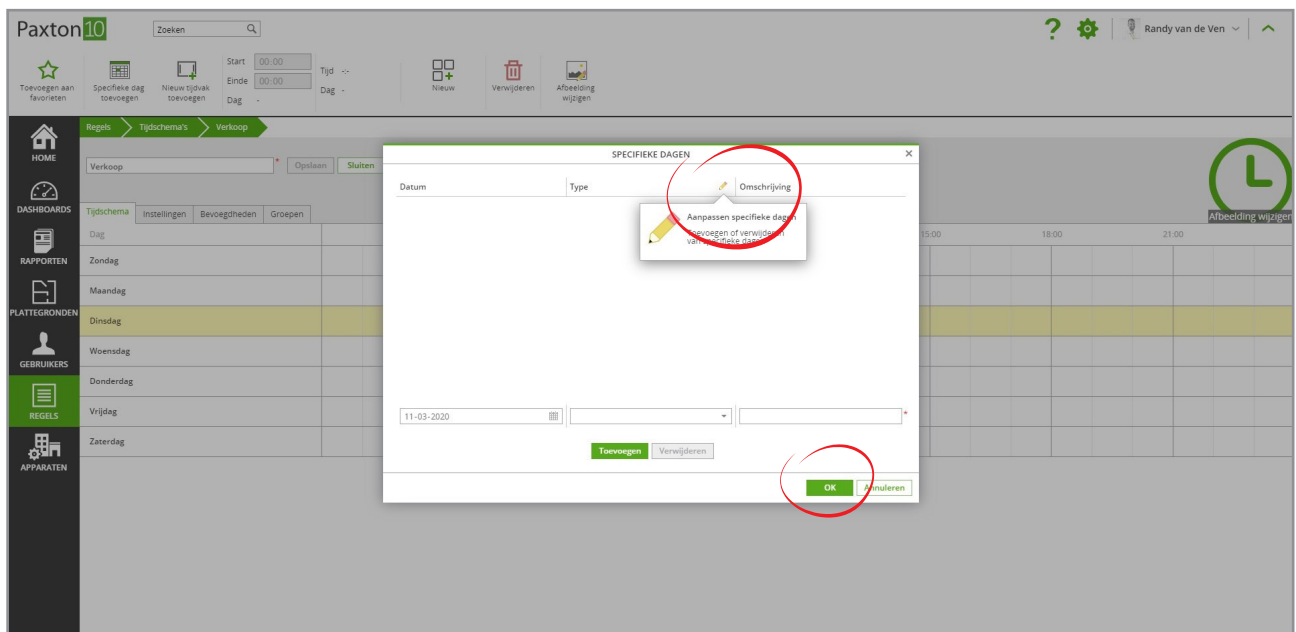 Paxton 10
Zoeken
? Randy van de Ven
Toevoegen aan
favorieten
Specifieke dag
toevoegen
Nieuw tijdvak
toevoegen
Start 00:00
Einde 00:00
Dag -
Tijd -:-
Dag -
Nieuw
Verwijderen
Afbeelding
wijzigen
HOME
DASHBOARDS
RAPPORTEN
PLATTEGRONDEN
GEBRUIKERS
REGELS
APPARATEN
Regels Tijdschema's Verkoop
Verkoop * Opslaan Sluiten
Afbeelding wijzigen
Tijdschema Instellingen Bevoegdheden Groepen
Dag 15:00 18:00 21:00
Zondag
Maandag
Dinsdag
Woensdag
Donderdag
Vrijdag
Zaterdag
SPECIFIEKE DAGEN ×
Datum Type Omschrijving
Aanpassen specifieke dagen
Toevoegen of verwijderen
van specifieke dagen
11-03-2020 *
Toevoegen Verwijderen
OK Annuleren